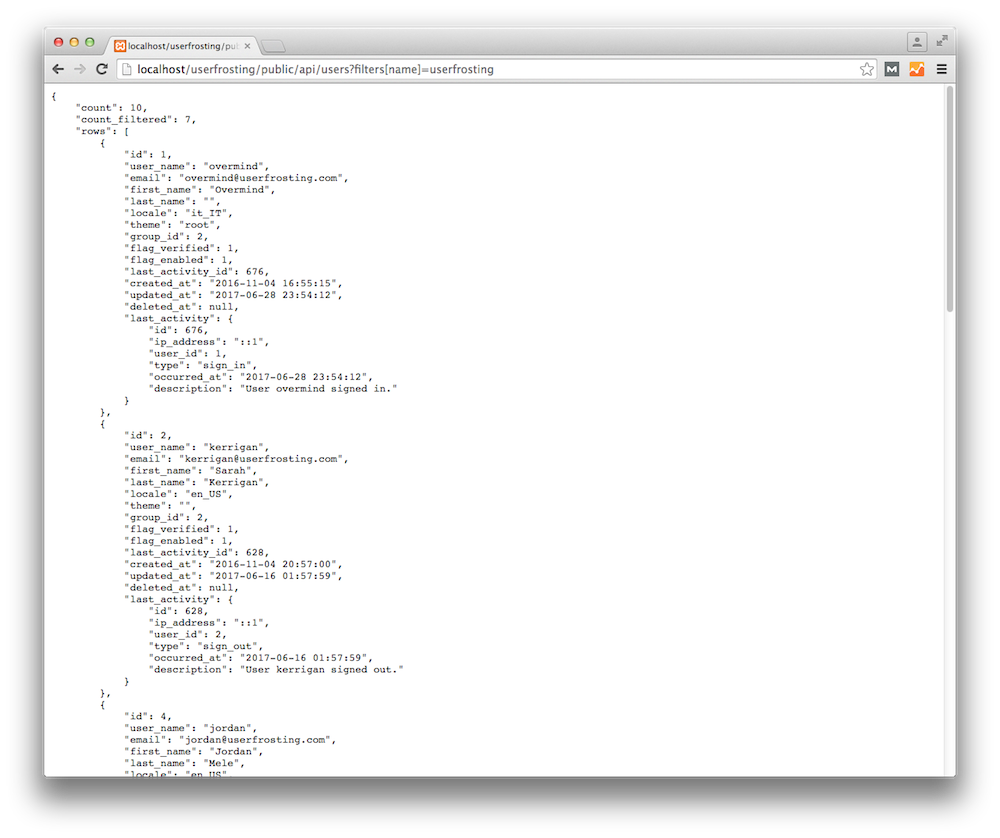 localhost/userfrosting/pub
localhost/userfrosting/public/api/users?filters[name]=userfrosting
{
    "count": 10,
    "count_filtered": 7,
    "rows": [
        {
            "id": 1,
            "user_name": "overmind",
            "email": "overmind@userfrosting.com",
            "first_name": "Overmind",
            "last_name": "",
            "locale": "it_IT",
            "theme": "root",
            "group_id": 2,
            "flag_verified": 1,
            "flag_enabled": 1,
            "last_activity_id": 676,
            "created_at": "2016-11-04 16:55:15",
            "updated_at": "2017-06-28 23:54:12",
            "deleted_at": null,
            "last_activity": {
                "id": 676,
                "ip_address": "::1",
                "user_id": 1,
                "type": "sign_in",
                "occurred_at": "2017-06-28 23:54:12",
                "description": "User overmind signed in."
            }
        },
        {
            "id": 2,
            "user_name": "kerrigan",
            "email": "kerrigan@userfrosting.com",
            "first_name": "Sarah",
            "last_name": "Kerrigan",
            "locale": "en_US",
            "theme": "",
            "group_id": 2,
            "flag_verified": 1,
            "flag_enabled": 1,
            "last_activity_id": 628,
            "created_at": "2016-11-04 20:57:00",
            "updated_at": "2017-06-16 01:57:59",
            "deleted_at": null,
            "last_activity": {
                "id": 628,
                "ip_address": "::1",
                "user_id": 2,
                "type": "sign_out",
                "occurred_at": "2017-06-16 01:57:59",
                "description": "User kerrigan signed out."
            }
        },
        {
            "id": 4,
            "user_name": "jordan",
            "email": "jordan@userfrosting.com",
            "first_name": "Jordan",
            "last_name": "Mele",
            "locale": "en_US"